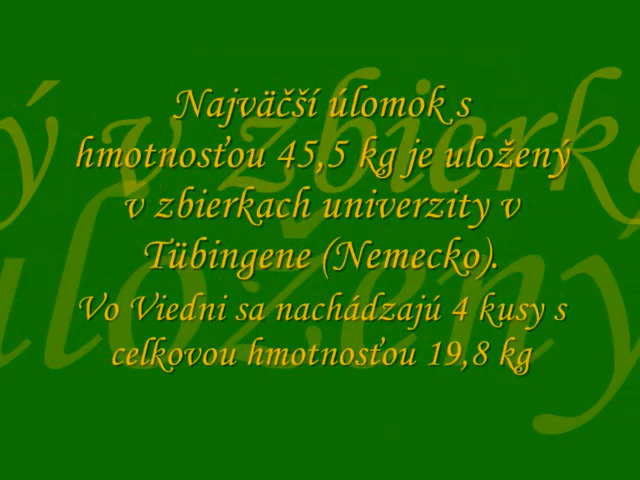 Najväčší úlomok s
hmotnosťou 45,5 kg je uložený
v zbierkach univerzity v
Tübingene (Nemecko).
Vo Viedni sa nachádzajú 4 kusy s
celkovou hmotnosťou 19,8 kg